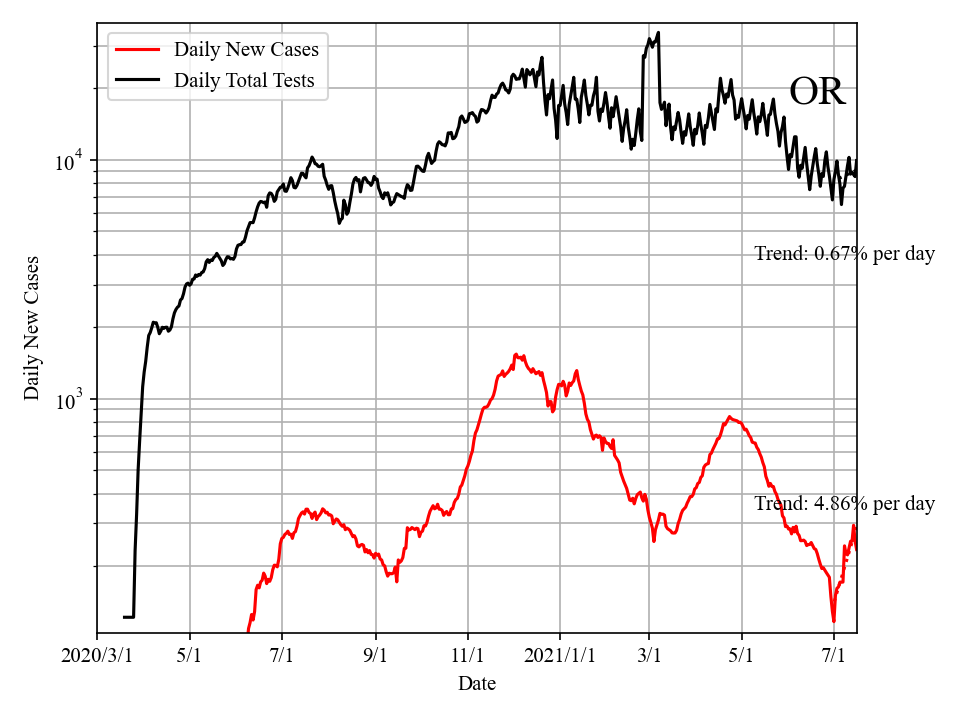 Daily New Cases
Daily Total Tests
OR
10^4
Trend: 0.67% per day
Daily New Cases
10^3
Trend: 4.86% per day
2020/3/1 5/1 7/1 9/1 11/1 2021/1/1 3/1 5/1 7/1
Date